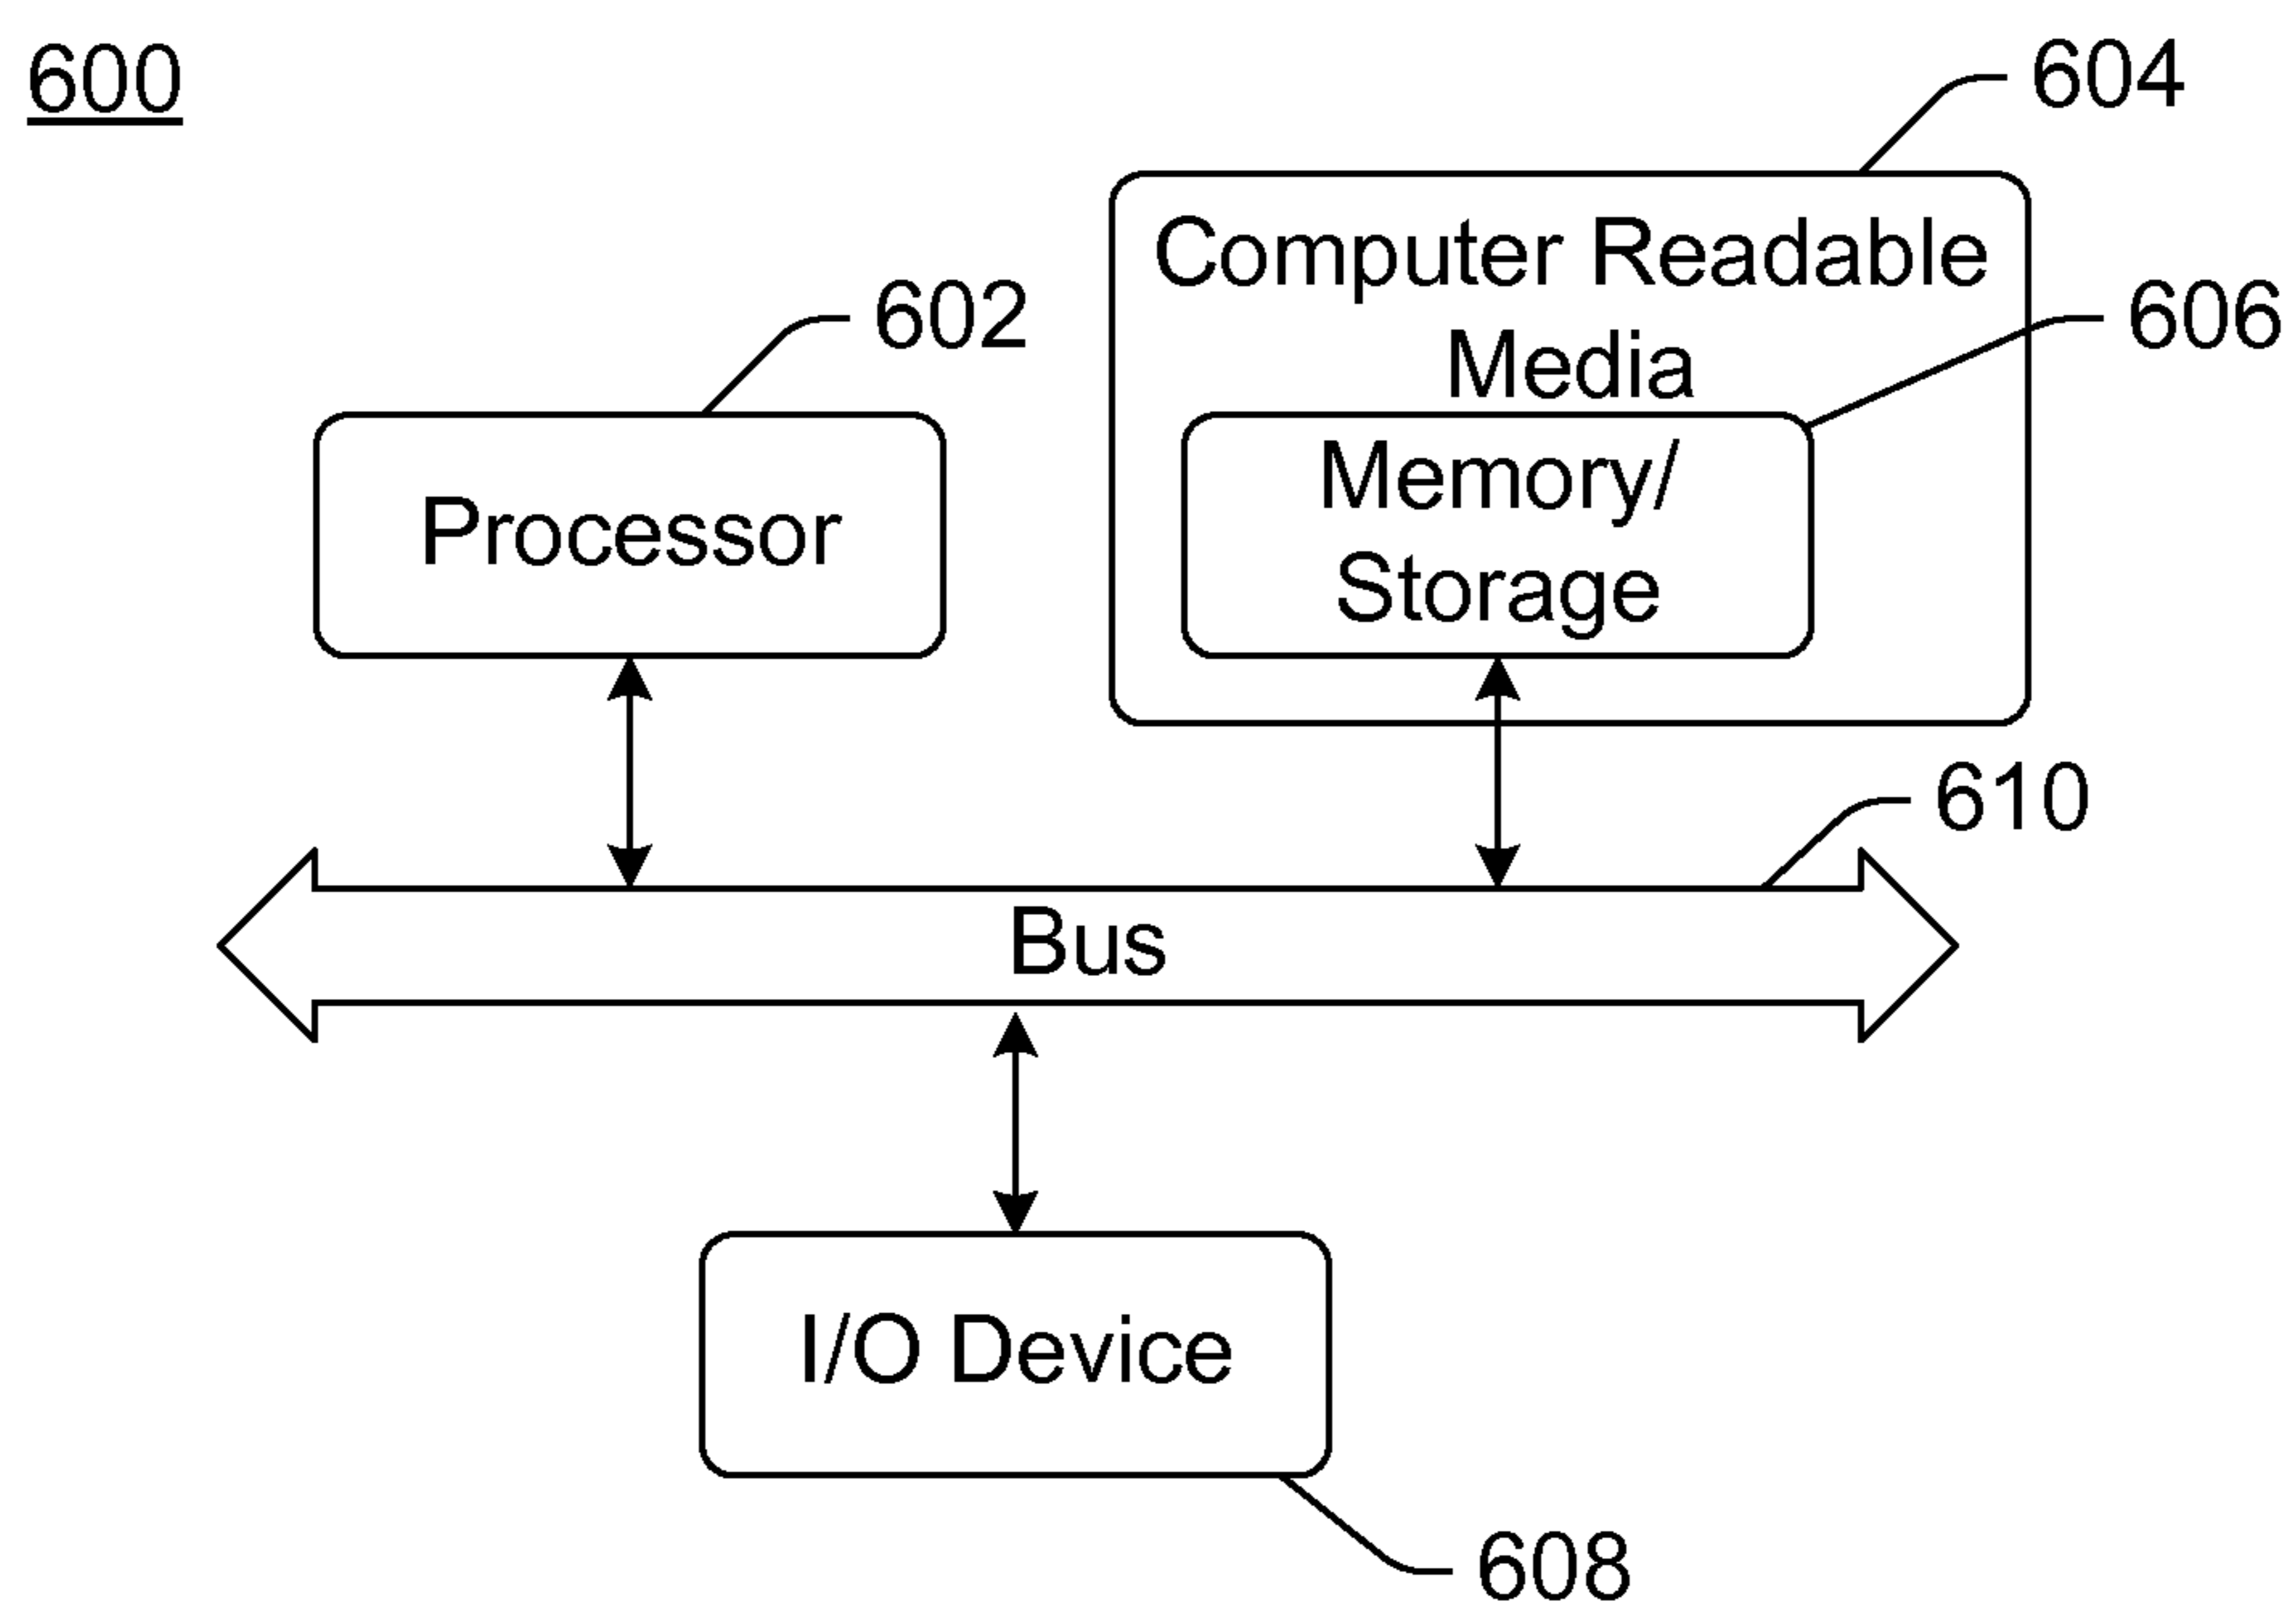 600
604
Computer Readable
Media
602
606
Processor
Memory/
Storage
610
Bus
I/O Device
608